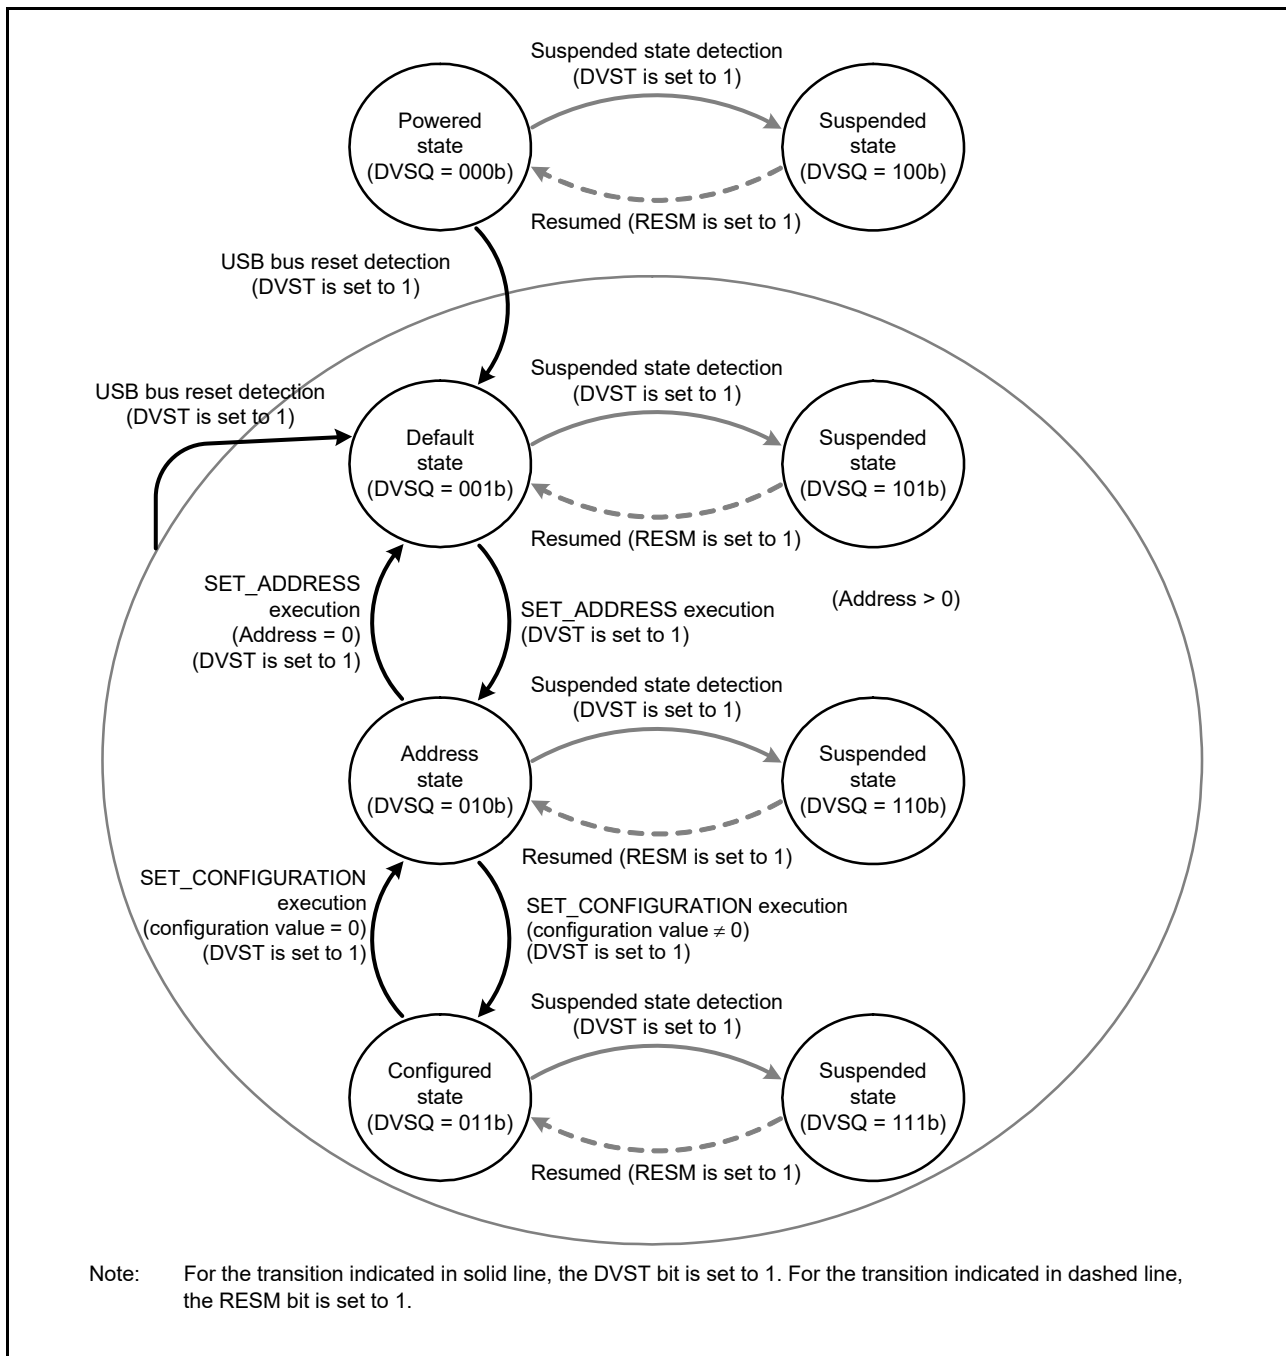 Suspended state detection
(DVST is set to 1)
Powered
state
(DVSQ = 000b)
Suspended
state
(DVSQ = 100b)
Resumed (RESM is set to 1)
USB bus reset detection
(DVST is set to 1)
Suspended state detection
(DVST is set to 1)
USB bus reset detection
(DVST is set to 1)
Default
state
(DVSQ = 001b)
Suspended
state
(DVSQ = 101b)
Resumed (RESM is set to 1)
SET_ADDRESS
execution
(Address = 0)
(DVST is set to 1)
SET_ADDRESS execution
(DVST is set to 1)
(Address > 0)
Suspended state detection
(DVST is set to 1)
Address
state
(DVSQ = 010b)
Suspended
state
(DVSQ = 110b)
Resumed (RESM is set to 1)
SET_CONFIGURATION
execution
(configuration value = 0)
(DVST is set to 1)
SET_CONFIGURATION execution
(configuration value ≠ 0)
(DVST is set to 1)
Suspended state detection
(DVST is set to 1)
Configured
state
(DVSQ = 011b)
Suspended
state
(DVSQ = 111b)
Resumed (RESM is set to 1)
Note: For the transition indicated in solid line, the DVST bit is set to 1. For the transition indicated in dashed line,
the RESM bit is set to 1.